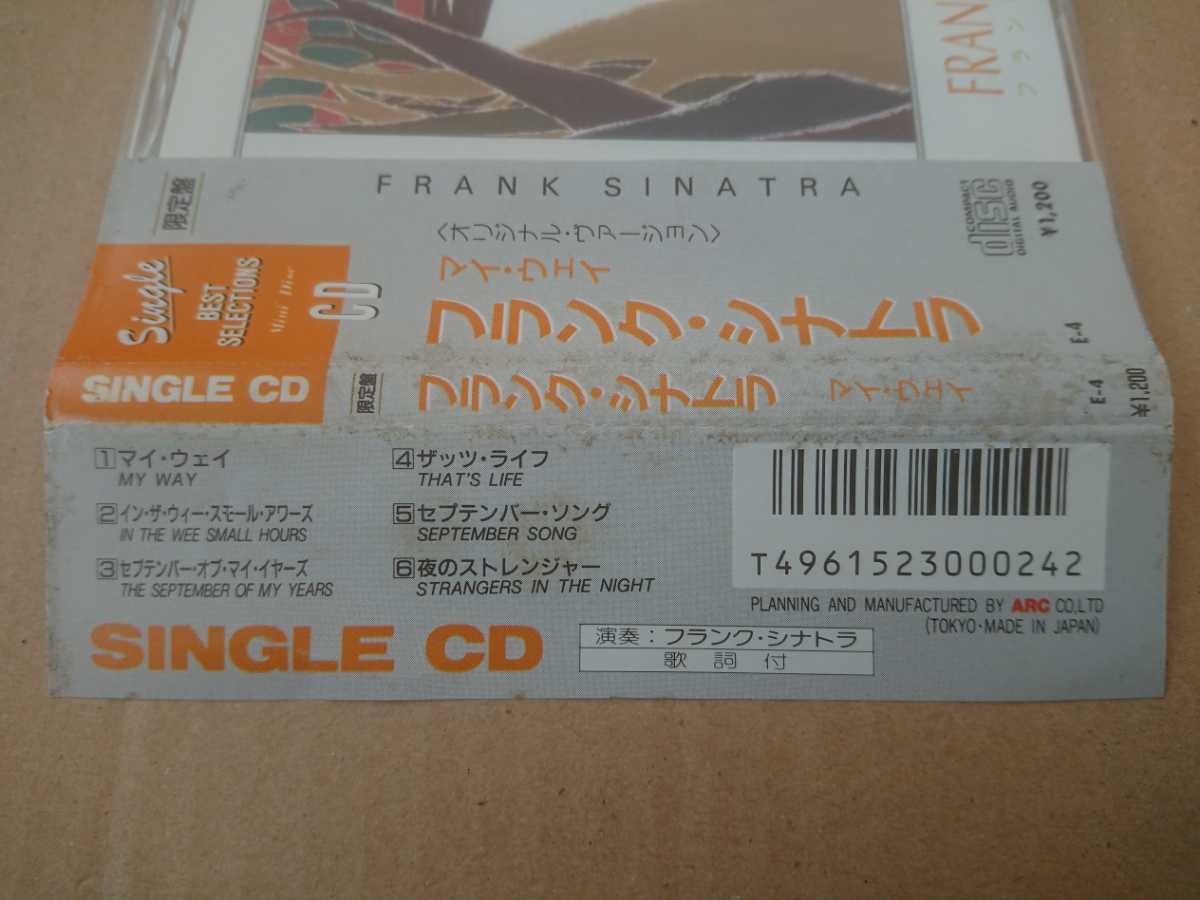 FRAN
フラン
限定盤
FRANK SINATRA
〈オリジナル・ヴァージョン〉
マイ・ウェイ
フランク・シナトラ
COMPACT
disc
DIGITAL AUDIO
¥1,200
E-4
Single
BEST
SELECTIONS
Mini Disc
CD
SINGLE CD
限定盤
フランク・シナトラ
マイ・ウェイ
E-4
¥1,200
1 マイ・ウェイ
MY WAY
2 イン・ザ・ウィー・スモール・アワーズ
IN THE WEE SMALL HOURS
3 セプテンバー・オブ・マイ・イヤーズ
THE SEPTEMBER OF MY YEARS
4 ザッツ・ライフ
THAT'S LIFE
5 セプテンバー・ソング
SEPTEMBER SONG
6 夜のストレンジャー
STRANGERS IN THE NIGHT
T4961523000242
PLANNING AND MANUFACTURED BY ARC CO,LTD
(TOKYO・MADE IN JAPAN)
SINGLE CD
演奏：フランク・シナトラ
歌詞付